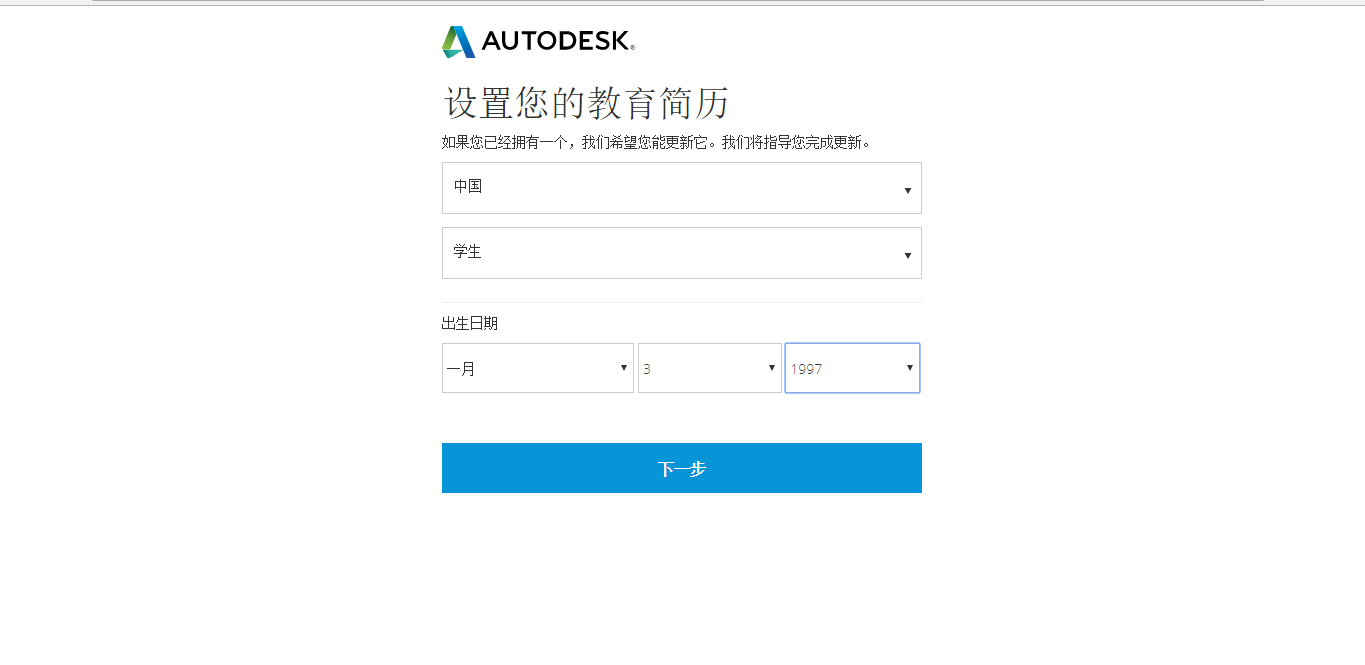 AUTODESK®
设置您的教育简历
如果您已经拥有一个，我们希望您能更新它。我们将指导您完成更新。
中国
学生
出生日期
一月 3 1997
下一步